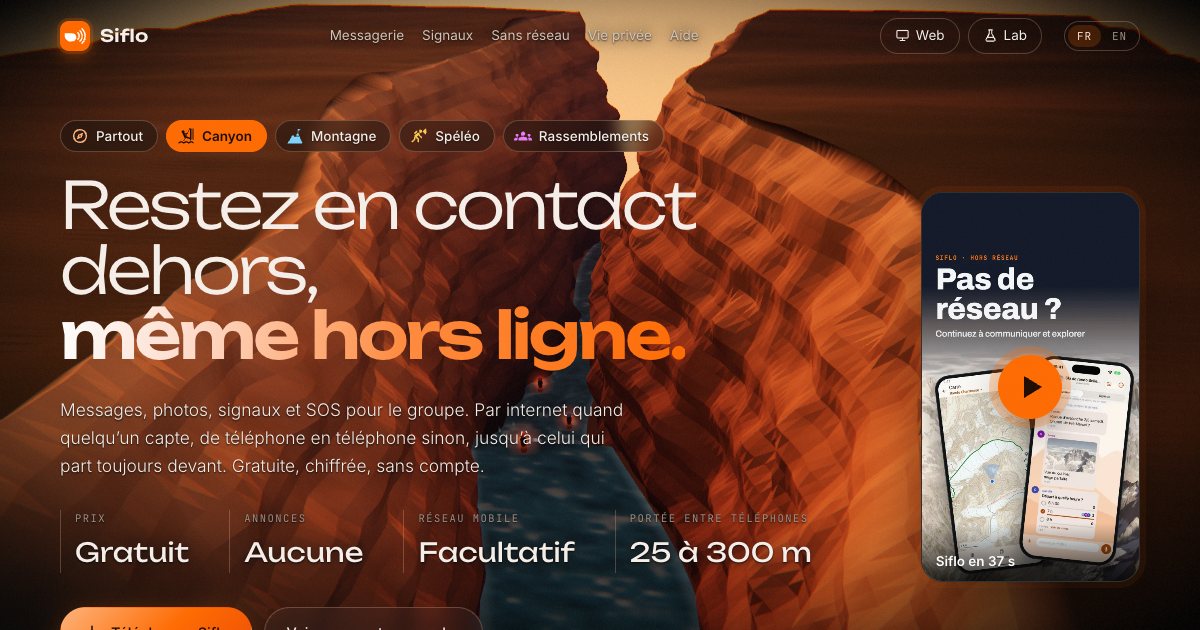 Siflo
Messagerie Signaux Sans réseau Vie privée Aide
Web Lab FR EN
Partout Canyon Montagne Spéléo Rassemblements
Restez en contact
dehors,
même hors ligne.
Messages, photos, signaux et SOS pour le groupe. Par internet quand
quelqu'un capte, de téléphone en téléphone sinon, jusqu'à celui qui
part toujours devant. Gratuite, chiffrée, sans compte.
PRIX ANNONCES RÉSEAU MOBILE PORTÉE ENTRE TÉLÉPHONES
Gratuit Aucune Facultatif 25 à 300 m
SIFLO · HORS RÉSEAU
Pas de
réseau ?
Continuez à communiquer et explorer
Siflo en 37 s